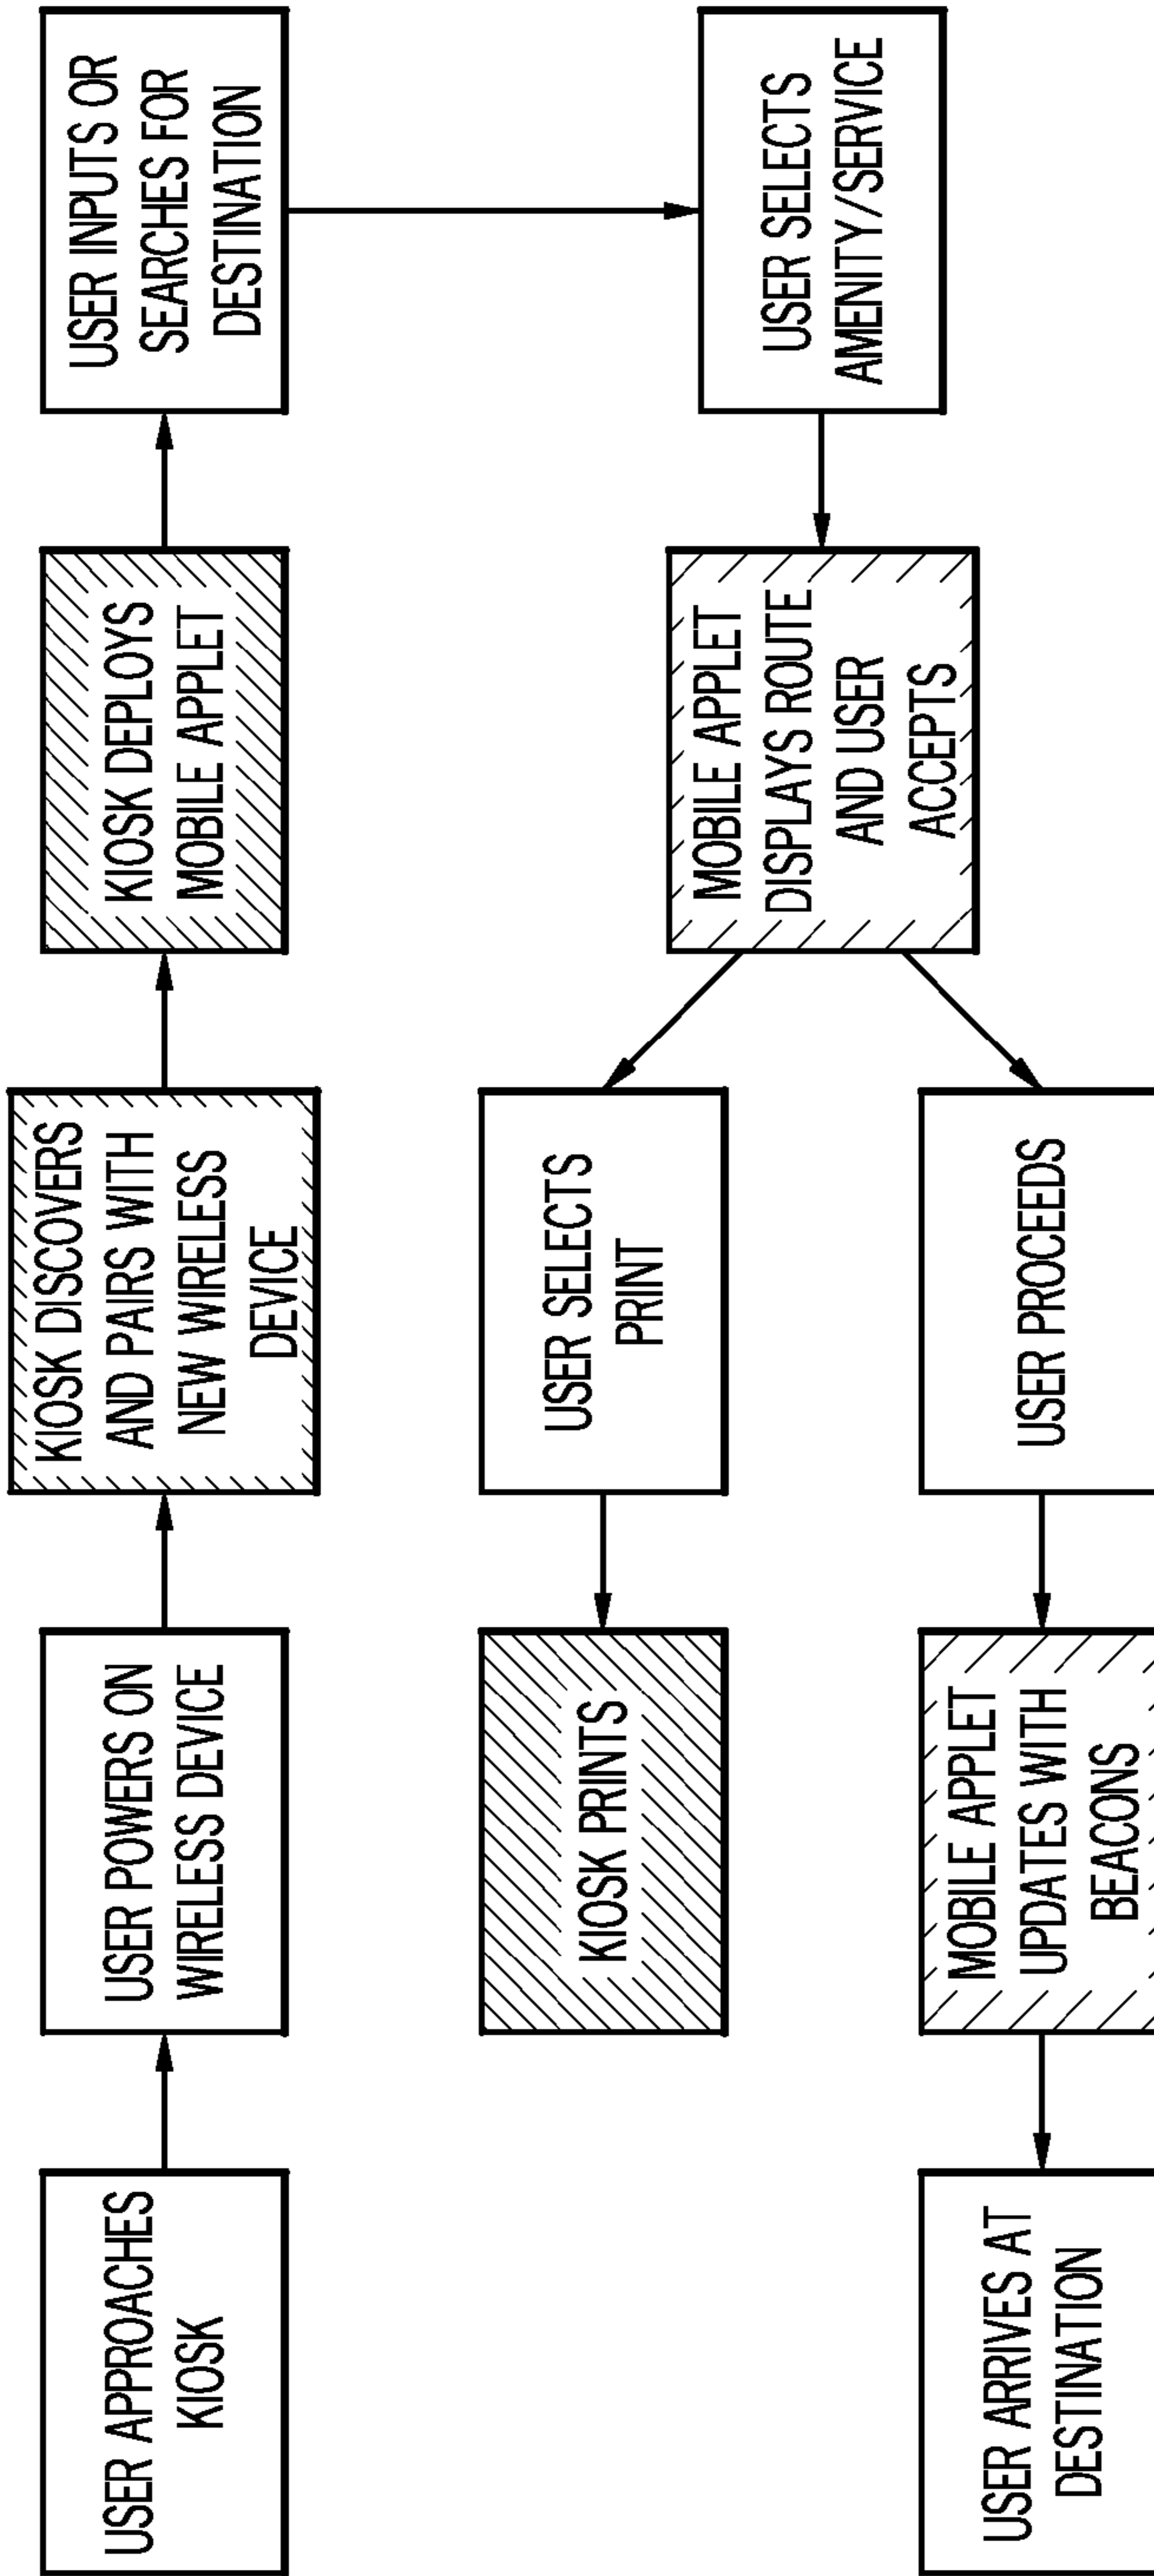 USER APPROACHES
KIOSK
USER POWERS ON
WIRELESS DEVICE
KIOSK DISCOVERS
AND PAIRS WITH
NEW WIRELESS
DEVICE
KIOSK DEPLOYS
MOBILE APPLET
USER INPUTS OR
SEARCHES FOR
DESTINATION
USER SELECTS
AMENITY/SERVICE
MOBILE APPLET
DISPLAYS ROUTE
AND USER
ACCEPTS
USER SELECTS
PRINT
KIOSK PRINTS
USER PROCEEDS
MOBILE APPLET
UPDATES WITH
BEACONS
USER ARRIVES AT
DESTINATION